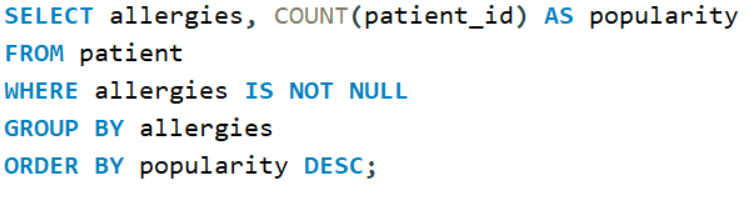 SELECT allergies, COUNT(patient_id) AS popularity
FROM patient
WHERE allergies IS NOT NULL
GROUP BY allergies
ORDER BY popularity DESC;